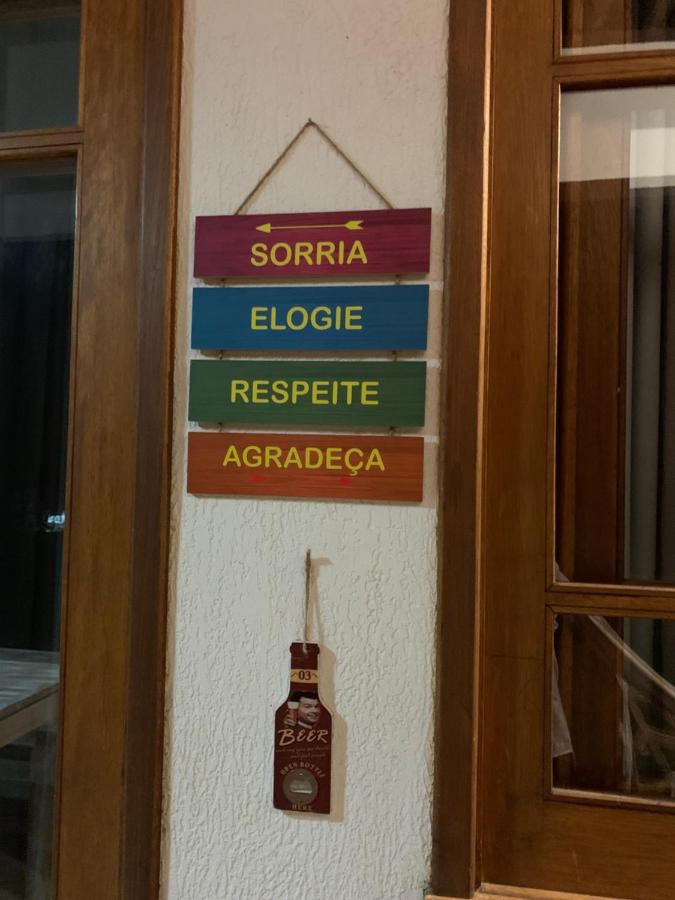 SORRIA
ELOGIE
RESPEITE
AGRADEÇA
03
BEER
OPEN BOTTLE
HERE